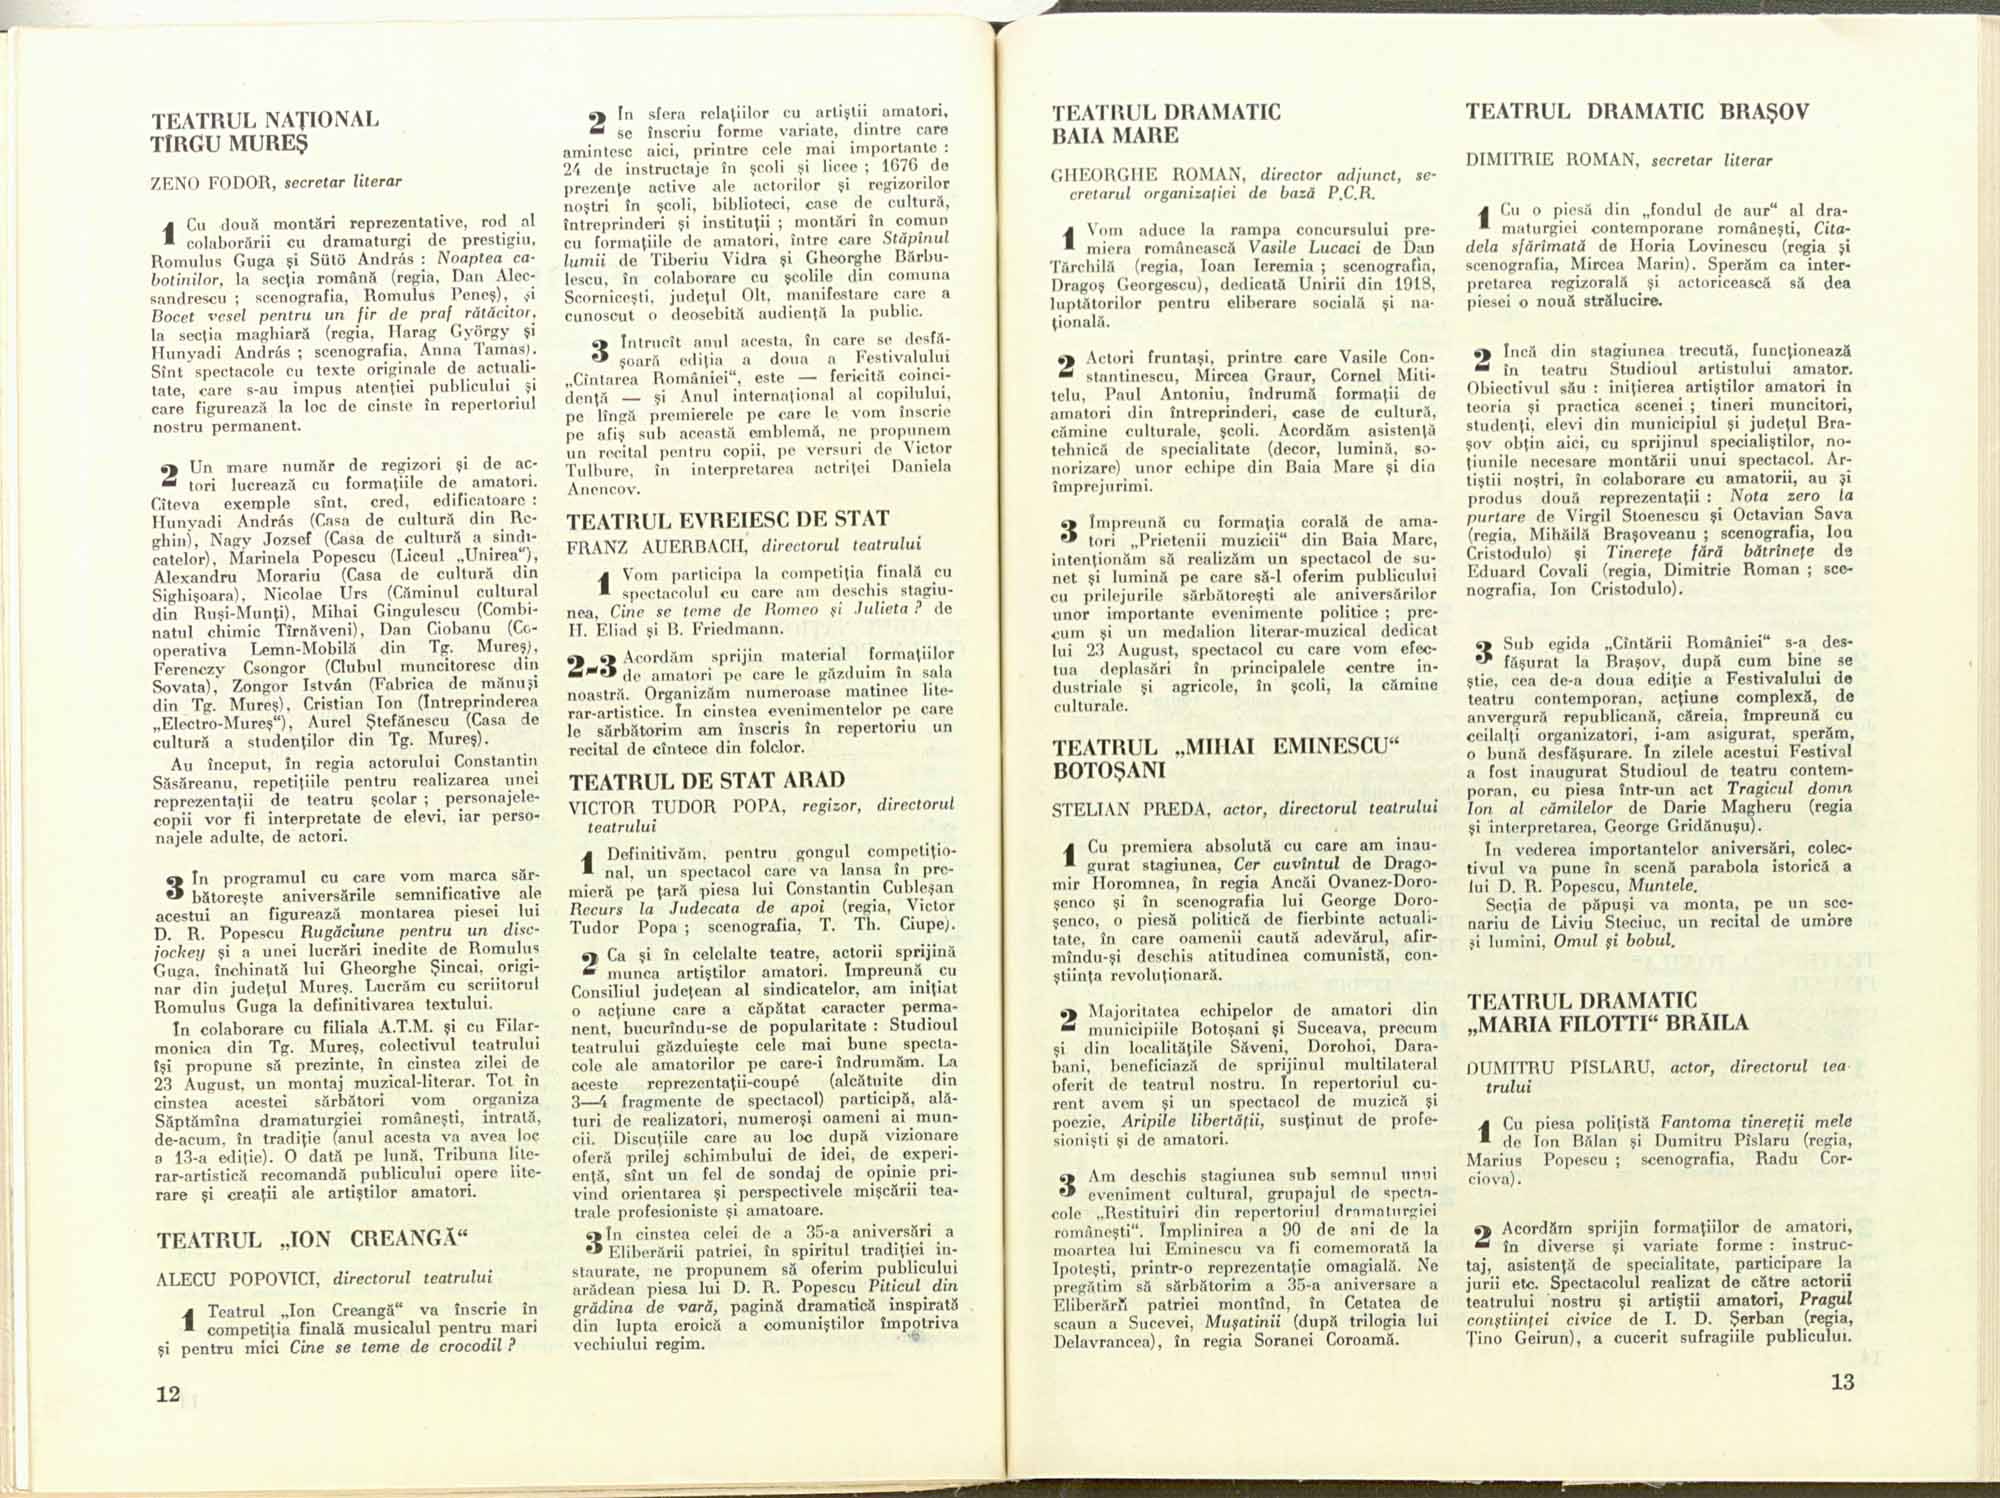 TEATRUL NAȚIONAL
TÎRGU MUREȘ
ZENO FODOR, secretar literar
1 Cu două montări reprezentative, rod al
colaborării cu dramaturgi de prestigiu,
Romulus Guga și Sütö András : Noaptea ca-
botinilor, la secția română (regia, Dan Alec-
sandrescu ; scenografia, Romulus Peneș), și
Bocet vesel pentru un fir de praf rătăcitor,
la secția maghiară (regia, Harag György și
Hunyadi András ; scenografia, Anna Tamas).
Sînt spectacole cu texte originale de actuali-
tate, care s-au impus atenției publicului și
care figurează la loc de cinste în repertoriul
nostru permanent.
2 Un mare număr de regizori și de ac-
tori lucrează cu formațiile de amatori.
Cîteva exemple sînt, cred, edificatoare :
Hunyadi András (Casa de cultură din Re-
ghin), Nagy Jozsef (Casa de cultură a sindi-
catelor), Marinela Popescu (Liceul „Unirea“),
Alexandru Morariu (Casa de cultură din
Sighișoara), Nicolae Urs (Căminul cultural
din Ruși-Munți), Mihai Gingulescu (Combi-
natul chimic Tîrnăveni), Dan Ciobanu (Co-
operativa Lemn-Mobilă din Tg. Mureș),
Ferenczy Csongor (Clubul muncitoresc din
Sovata), Zongor István (Fabrica de mănuși
din Tg. Mureș), Cristian Ion (Intreprinderea
„Electro-Mureș“), Aurel Ștefănescu (Casa de
cultură a studenților din Tg. Mureș).
Au început, în regia actorului Constantin
Săsăreanu, repetițiile pentru realizarea unei
reprezentații de teatru școlar ; personajele-
copii vor fi interpretate de elevi, iar perso-
najele adulte, de actori.
3 În programul cu care vom marca săr-
bătorește aniversările semnificative ale
acestui an figurează montarea piesei lui
D. R. Popescu Rugăciune pentru un disc-
jockey și a unei lucrări inedite de Romulus
Guga, închinată lui Gheorghe Șincai, origi-
nar din județul Mureș. Lucrăm cu scriitorul
Romulus Guga la definitivarea textului.
In colaborare cu filiala A.T.M. și cu Filar-
monica din Tg. Mureș, colectivul teatrului
își propune să prezinte, în cinstea zilei de
23 August, un montaj muzical-literar. Tot în
cinstea acestei sărbători vom organiza
Săptămîna dramaturgiei românești, intrată,
de-acum, în tradiție (anul acesta va avea loc
a 13-a ediție). O dată pe lună, Tribuna lite-
rar-artistică recomandă publicului opere lite-
rare și creații ale artiștilor amatori.
TEATRUL „ION CREANGĂ“
ALECU POPOVICI, directorul teatrului
1 Teatrul „Ion Creangă“ va înscrie în
competiția finală musicalul pentru mari
și pentru mici Cine se teme de crocodil ?
12
2 In sfera relațiilor cu artiștii amatori,
se înscriu forme variate, dintre care
amintesc aici, printre cele mai importante :
24 de instructaje în școli și licee ; 1676 de
prezențe active ale actorilor și regizorilor
noștri în școli, biblioteci, case de cultură,
întreprinderi și instituții ; montări în comun
cu formațiile de amatori, între care Stăpînul
lumii de Tiberiu Vidra și Gheorghe Bărbu-
lescu, în colaborare cu școlile din comuna
Scornicești, județul Olt, manifestare care a
cunoscut o deosebită audiență la public.
3 Intrucît anul acesta, în care se desfă-
șoară ediția a doua a Festivalului
„Cîntarea României“, este — fericită coinci-
dență — și Anul internațional al copilului,
pe lîngă premierele pe care le vom înscrie
pe afiș sub această emblemă, ne propunem
un recital pentru copii, pe versuri de Victor
Tulbure, în interpretarea actriței Daniela
Anencov.
TEATRUL EVREIESC DE STAT
FRANZ AUERBACH, directorul teatrului
1 Vom participa la competiția finală cu
spectacolul cu care am deschis stagiu-
nea, Cine se teme de Romeo și Julieta ? de
H. Eliad și B. Friedmann.
2-3 Acordăm sprijin material formațiilor
de amatori pe care le găzduim în sala
noastră. Organizăm numeroase matinee lite-
rar-artistice. In cinstea evenimentelor pe care
le sărbătorim am înscris în repertoriu un
recital de cîntece din folclor.
TEATRUL DE STAT ARAD
VICTOR TUDOR POPA, regizor, directorul
teatrului
1 Definitivăm, pentru gongul competițio-
nal, un spectacol care va lansa în pre-
mieră pe țară piesa lui Constantin Cubleșan
Recurs la Judecata de apoi (regia, Victor
Tudor Popa ; scenografia, T. Th. Ciupe).
2 Ca și în celelalte teatre, actorii sprijină
munca artiștilor amatori. Impreună cu
Consiliul județean al sindicatelor, am inițiat
o acțiune care a căpătat caracter perma-
nent, bucurîndu-se de popularitate : Studioul
teatrului găzduiește cele mai bune specta-
cole ale amatorilor pe care-i îndrumăm. La
aceste reprezentații-coupé (alcătuite din
3—4 fragmente de spectacol) participă, ală-
turi de realizatori, numeroși oameni ai mun-
cii. Discuțiile care au loc după vizionare
oferă prilej schimbului de idei, de experi-
ență, sînt un fel de sondaj de opinie pri-
vind orientarea și perspectivele mișcării tea-
trale profesioniste și amatoare.
3 In cinstea celei de a 35-a aniversări a
Eliberării patriei, în spiritul tradiției in-
staurate, ne propunem să oferim publicului
arădean piesa lui D. R. Popescu Piticul din
grădina de vară, pagină dramatică inspirată
din lupta eroică a comuniștilor împotriva
vechiului regim.
TEATRUL DRAMATIC
BAIA MARE
GHEORGHE ROMAN, director adjunct, se-
cretarul organizației de bază P.C.R.
1 Vom aduce la rampa concursului pre-
miera românească Vasile Lucaci de Dan
Tărchilă (regia, Ioan Ieremia ; scenografia,
Dragoș Georgescu), dedicată Unirii din 1918,
luptătorilor pentru eliberare socială și na-
țională.
2 Actori fruntași, printre care Vasile Con-
stantinescu, Mircea Graur, Cornel Miti-
telu, Paul Antoniu, îndrumă formații de
amatori din întreprinderi, case de cultură,
cămine culturale, școli. Acordăm asistență
tehnică de specialitate (decor, lumină, so-
norizare) unor echipe din Baia Mare și din
împrejurimi.
3 Împreună cu formația corală de ama-
tori „Prietenii muzicii“ din Baia Mare,
intenționăm să realizăm un spectacol de su-
net și lumină pe care să-l oferim publicului
cu prilejurile sărbătorești ale aniversărilor
unor importante evenimente politice ; pre-
cum și un medalion literar-muzical dedicat
lui 23 August, spectacol cu care vom efec-
tua deplasări în principalele centre in-
dustriale și agricole, în școli, la cămine
culturale.
TEATRUL „MIHAI EMINESCU“
BOTOȘANI
STELIAN PREDA, actor, directorul teatrului
1 Cu premiera absolută cu care am inau-
gurat stagiunea, Cer cuvîntul de Drago-
mir Horomnea, în regia Ancăi Ovanez-Doro-
șenco și în scenografia lui George Doro-
șenco, o piesă politică de fierbinte actuali-
tate, în care oamenii caută adevărul, afir-
mîndu-și deschis atitudinea comunistă, con-
știința revoluționară.
2 Majoritatea echipelor de amatori din
municipiile Botoșani și Suceava, precum
și din localitățile Săveni, Dorohoi, Dara-
bani, beneficiază de sprijinul multilateral
oferit de teatrul nostru. In repertoriul cu-
rent avem și un spectacol de muzică și
poezie, Aripile libertății, susținut de profe-
sioniști și de amatori.
3 Am deschis stagiunea sub semnul unui
eveniment cultural, grupajul de specta-
cole „Restituiri din repertoriul dramaturgiei
românești“. Implinirea a 90 de ani de la
moartea lui Eminescu va fi comemorată la
Ipotești, printr-o reprezentație omagială. Ne
pregătim să sărbătorim a 35-a aniversare a
Eliberării patriei montînd, în Cetatea de
scaun a Sucevei, Mușatinii (după trilogia lui
Delavrancea), în regia Soranei Coroamă.
TEATRUL DRAMATIC BRAȘOV
DIMITRIE ROMAN, secretar literar
1 Cu o piesă din „fondul de aur“ al dra-
maturgiei contemporane românești, Cita-
dela sfărîmată de Horia Lovinescu (regia și
scenografia, Mircea Marin). Sperăm ca inter-
pretarea regizorală și actoricească să dea
piesei o nouă strălucire.
2 Incă din stagiunea trecută, funcționează
în teatru Studioul artistului amator.
Obiectivul său : inițierea artiștilor amatori în
teoria și practica scenei ; tineri muncitori,
studenți, elevi din municipiul și județul Bra-
șov obțin aici, cu sprijinul specialiștilor, no-
țiunile necesare montării unui spectacol. Ar-
tiștii noștri, în colaborare cu amatorii, au și
produs două reprezentații : Nota zero la
purtare de Virgil Stoenescu și Octavian Sava
(regia, Mihăilă Brașoveanu ; scenografia, Ion
Cristodulo) și Tinerețe fără bătrînețe de
Eduard Covali (regia, Dimitrie Roman ; sce-
nografia, Ion Cristodulo).
3 Sub egida „Cîntării României“ s-a des-
fășurat la Brașov, după cum bine se
știe, cea de-a doua ediție a Festivalului de
teatru contemporan, acțiune complexă, de
anvergură republicană, căreia, împreună cu
ceilalți organizatori, i-am asigurat, sperăm,
o bună desfășurare. In zilele acestui Festival
a fost inaugurat Studioul de teatru contem-
poran, cu piesa într-un act Tragicul domn
Ion al cămilelor de Darie Magheru (regia
și interpretarea, George Gridănușu).
In vederea importantelor aniversări, colec-
tivul va pune în scenă parabola istorică a
lui D. R. Popescu, Muntele.
Secția de păpuși va monta, pe un sce-
nariu de Liviu Steciuc, un recital de umbre
și lumini, Omul și bobul.
TEATRUL DRAMATIC
„MARIA FILOTTI“ BRĂILA
DUMITRU PÎSLARU, actor, directorul tea-
trului
1 Cu piesa polițistă Fantoma tinereții mele
de Ion Bălan și Dumitru Pîslaru (regia,
Marius Popescu ; scenografia, Radu Cor-
ciova).
2 Acordăm sprijin formațiilor de amatori,
în diverse și variate forme : instruc-
taj, asistență de specialitate, participare la
jurii etc. Spectacolul realizat de către actorii
teatrului nostru și artiștii amatori, Pragul
conștiinței civice de I. D. Șerban (regia,
Tino Geirun), a cucerit sufragiile publicului.
13